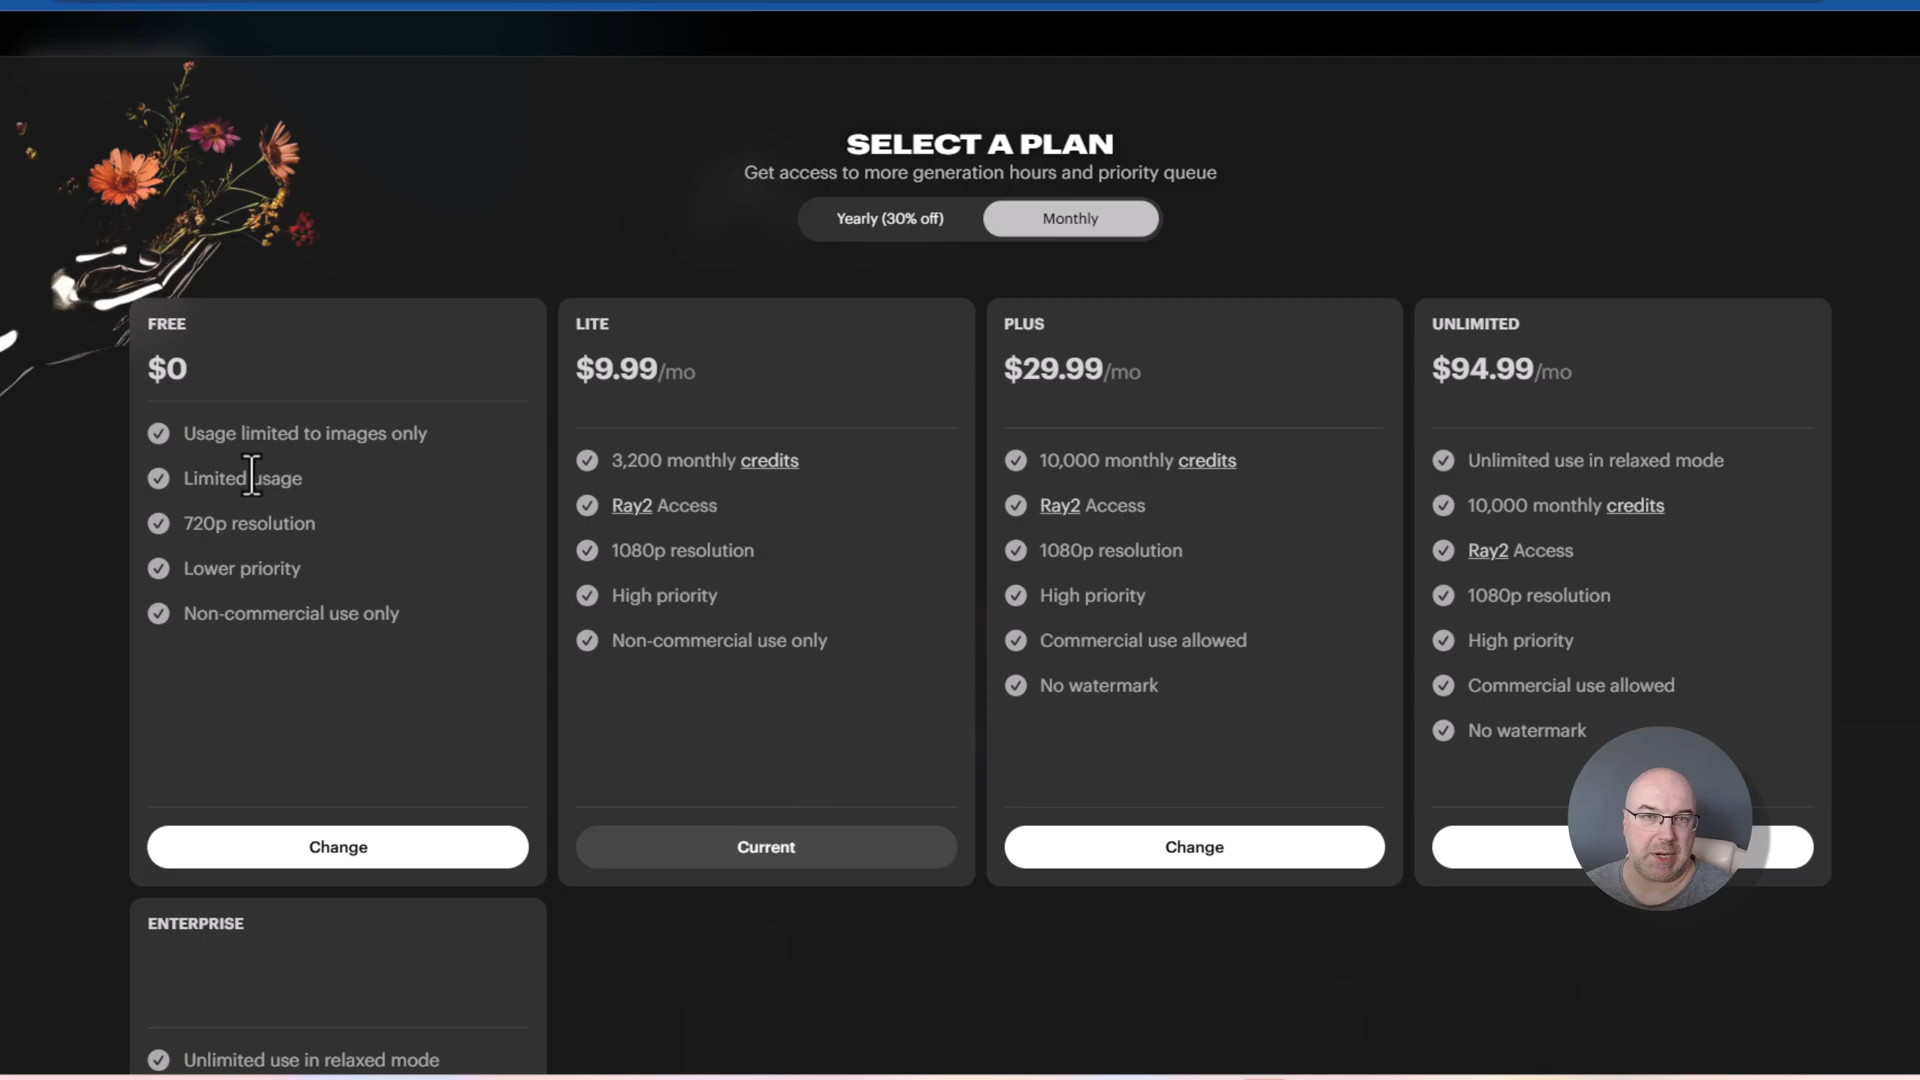 SELECT A PLAN
Get access to more generation hours and priority queue
Yearly (30% off)
Monthly
FREE
$0
Usage limited to images only
Limited usage
720p resolution
Lower priority
Non-commercial use only
Change
LITE
$9.99/mo
3,200 monthly credits
Ray2 Access
1080p resolution
High priority
Non-commercial use only
Current
PLUS
$29.99/mo
10,000 monthly credits
Ray2 Access
1080p resolution
High priority
Commercial use allowed
No watermark
Change
UNLIMITED
$94.99/mo
Unlimited use in relaxed mode
10,000 monthly credits
Ray2 Access
1080p resolution
High priority
Commercial use allowed
No watermark
ENTERPRISE
Unlimited use in relaxed mode